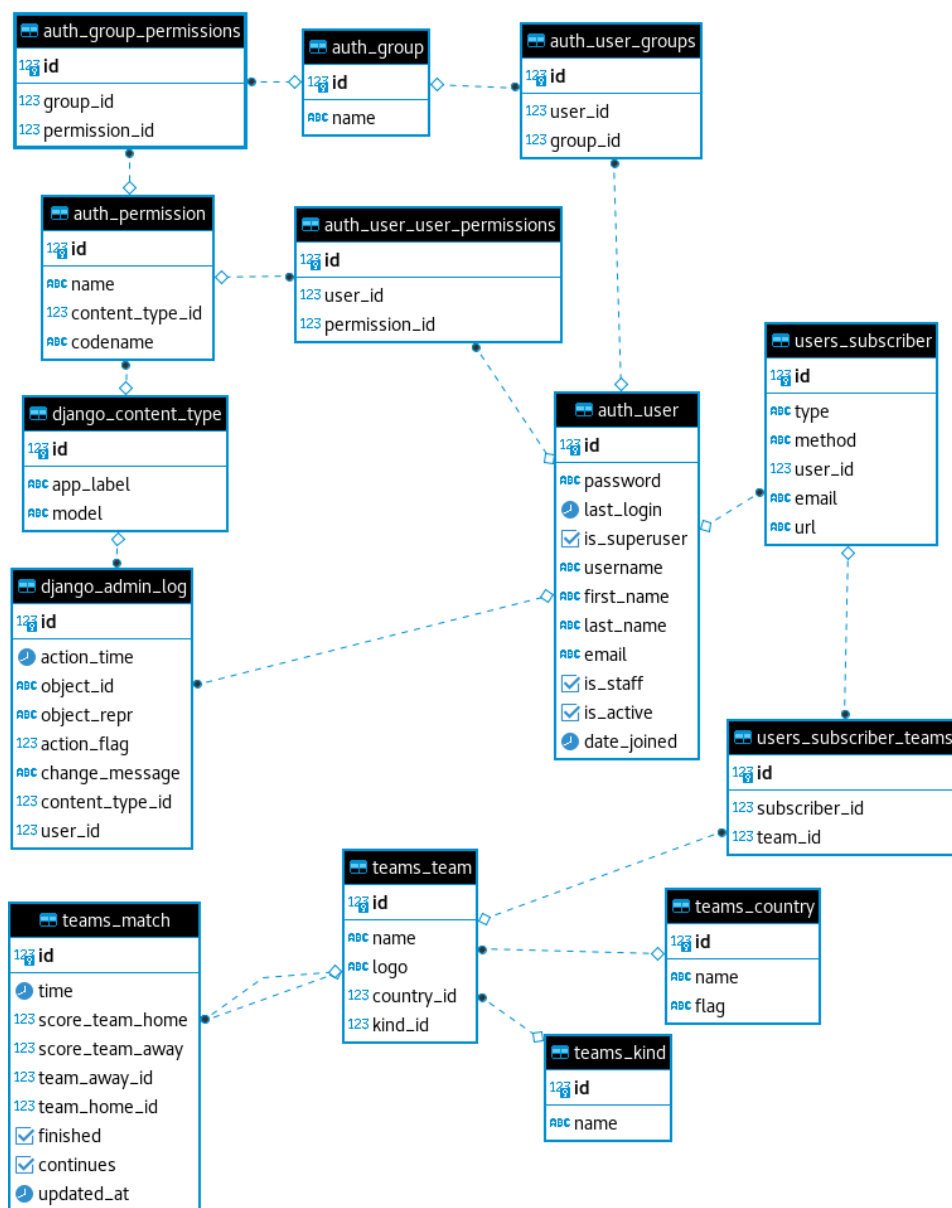 auth_group_permissions
id
group_id
permission_id
auth_group
id
name
auth_user_groups
id
user_id
group_id
auth_permission
id
name
content_type_id
codename
auth_user_user_permissions
id
user_id
permission_id
users_subscriber
id
type
method
user_id
email
url
django_content_type
id
app_label
model
auth_user
id
password
last_login
is_superuser
username
first_name
last_name
email
is_staff
is_active
date_joined
django_admin_log
id
action_time
object_id
object_repr
action_flag
change_message
content_type_id
user_id
users_subscriber_teams
id
subscriber_id
team_id
teams_team
id
name
logo
country_id
kind_id
teams_country
id
name
flag
teams_match
id
time
score_team_home
score_team_away
team_away_id
team_home_id
finished
continues
updated_at
teams_kind
id
name